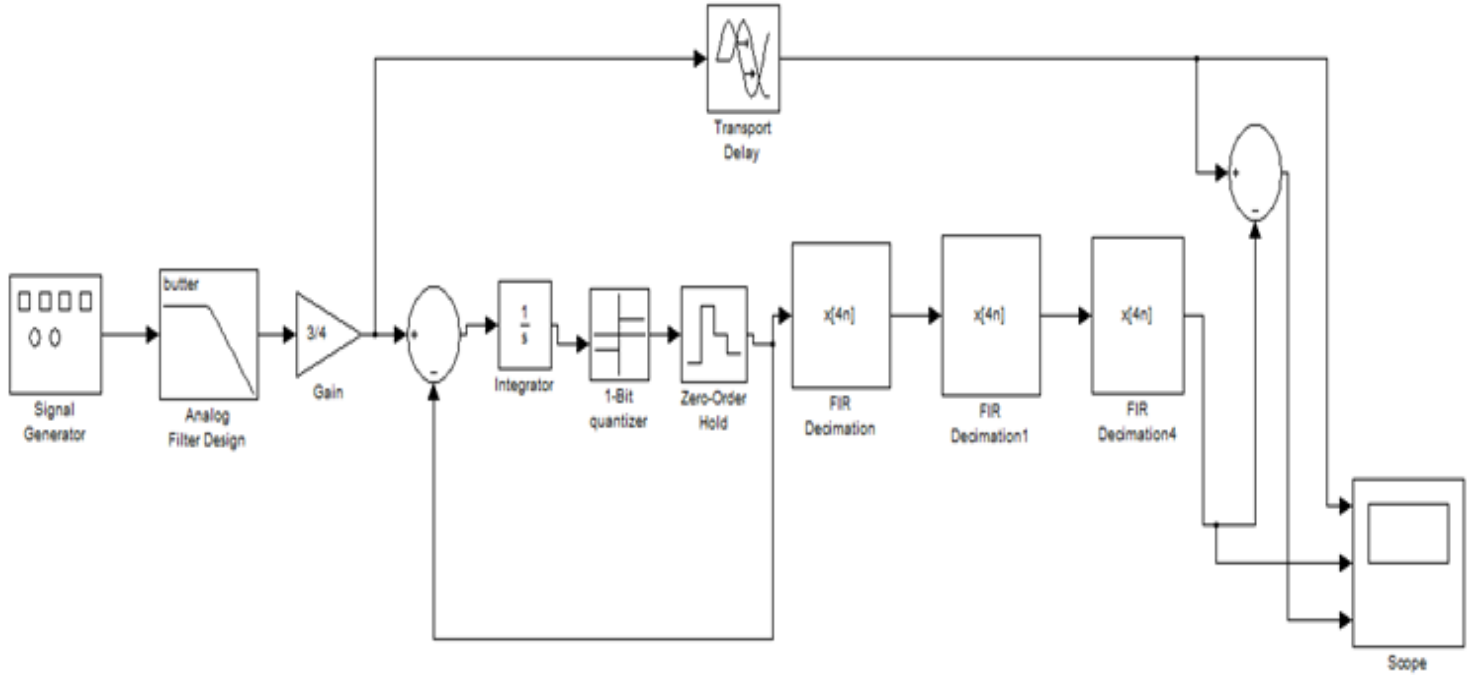 Transport
Delay
+
−
butter
3/4
+
−
1
s
x[4n]
x[4n]
x[4n]
Signal
Generator
Analog
Filter Design
Gain
Integrator
1-Bit
quantizer
Zero-Order
Hold
FIR
Decimation
FIR
Decimation1
FIR
Decimation4
Scope